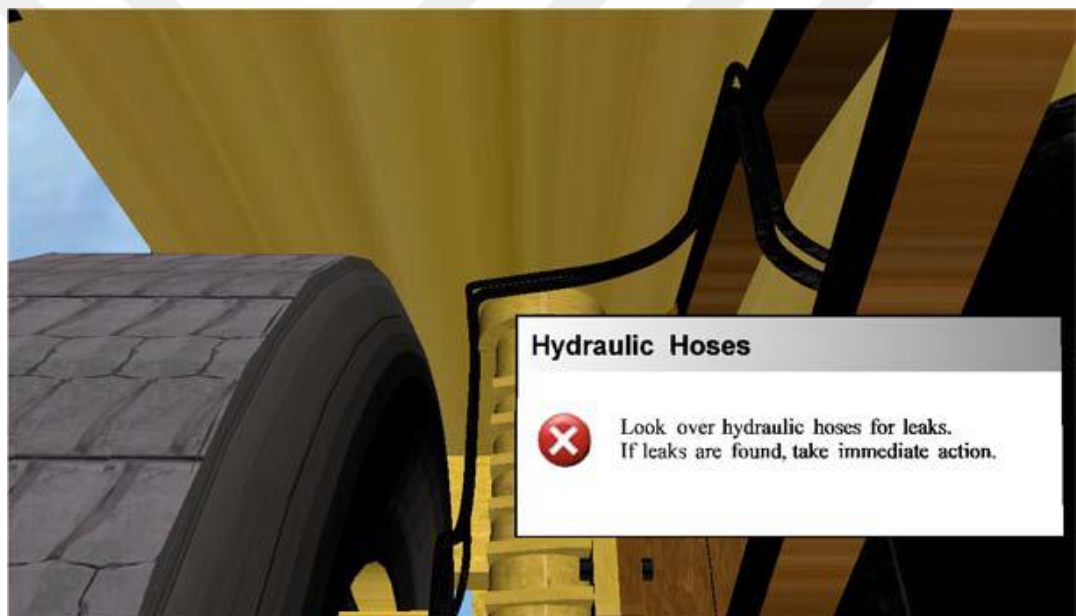 Hydraulic Hoses
Look over hydraulic hoses for leaks.
If leaks are found, take immediate action.